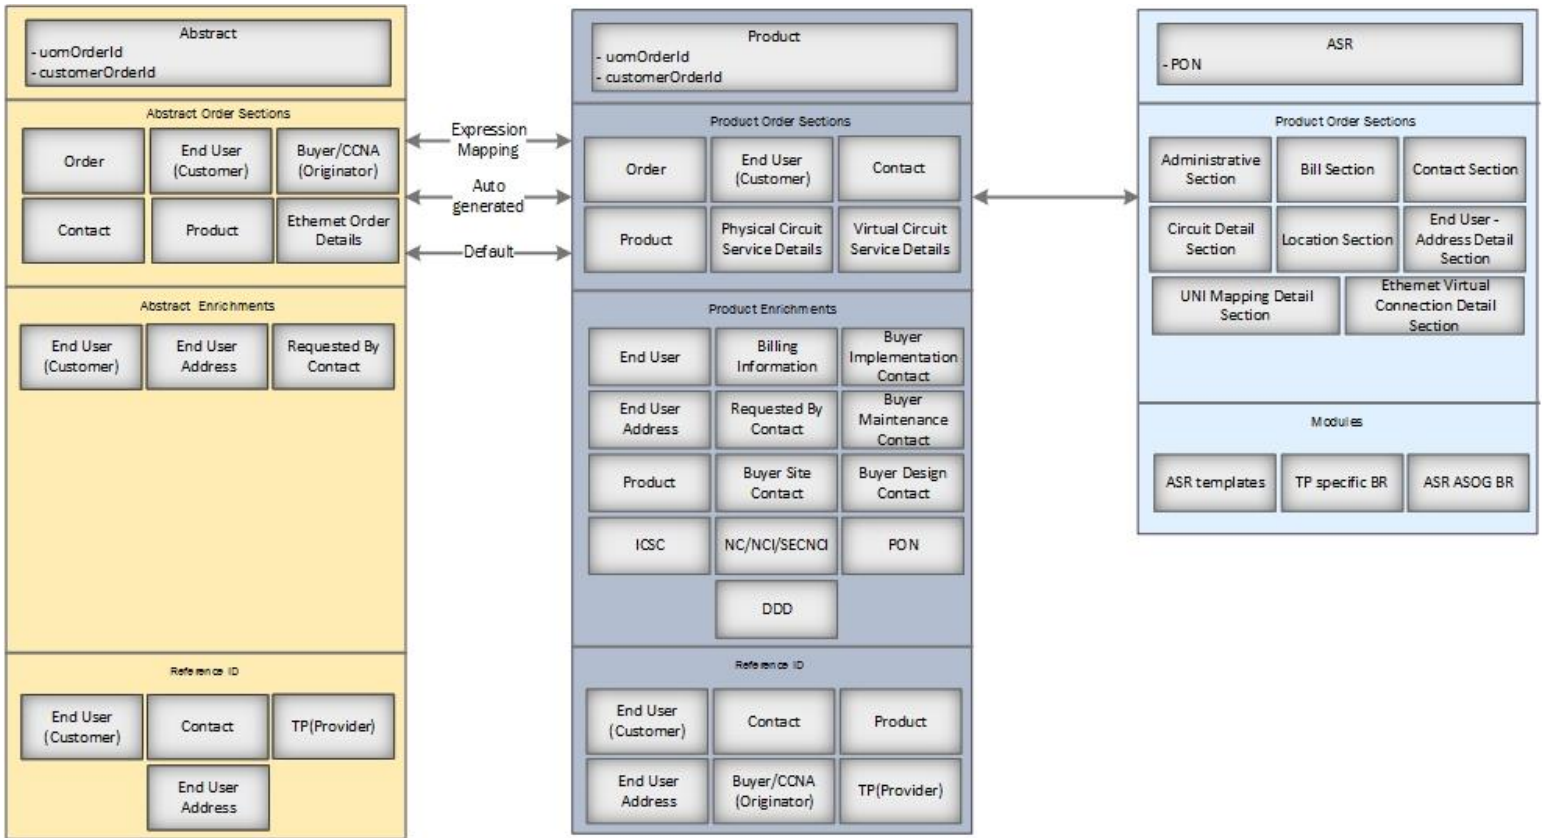 Abstract
- uomOrderId
- customerOrderId
Abstract Order Sections
Order
End User
(Customer)
Buyer/CCNA
(Originator)
Contact
Product
Ethernet Order
Details
Abstract Enrichments
End User
(Customer)
End User
Address
Requested By
Contact
Reference ID
End User
(Customer)
Contact
TP(Provider)
End User
Address
Expression
Mapping
Auto
generated
Default
Product
- uomOrderId
- customerOrderId
Product Order Sections
Order
End User
(Customer)
Contact
Product
Physical Circuit
Service Details
Virtual Circuit
Service Details
Product Enrichments
End User
Billing
Information
Buyer
Implementation
Contact
End User
Address
Requested By
Contact
Buyer
Maintenance
Contact
Product
Buyer Site
Contact
Buyer Design
Contact
ICSC
NC/NCI/SECNCI
PON
DDD
Reference ID
End User
(Customer)
Contact
Product
End User
Address
Buyer/CCNA
(Originator)
TP(Provider)
ASR
- PON
Product Order Sections
Administrative
Section
Bill Section
Contact Section
Circuit Detail
Section
Location Section
End User -
Address Detail
Section
UNI Mapping Detail
Section
Ethernet Virtual
Connection Detail
Section
Modules
ASR templates
TP specific BR
ASR ASOG BR